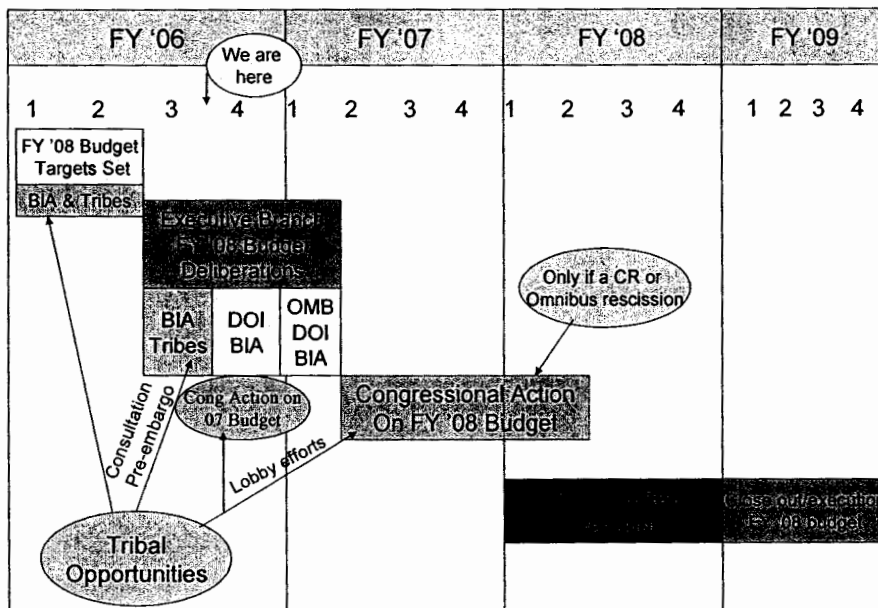 FY '06
FY '07
FY '08
FY '09
We are
here
1 2 3 4 1 2 3 4 1 2 3 4 1 2 3 4
FY '08 Budget
Targets Set
BIA & Tribes
Executive Branch
FY '08 Budget
Deliberations
Only if a CR or
Omnibus rescission
BIA
Tribes
DOI
BIA
OMB
DOI
BIA
Cong Action on
07 Budget
Congressional Action
On FY '08 Budget
Consultation
Pre-embargo
Lobby efforts
Close out/execution
FY '08 budget
Tribal
Opportunities